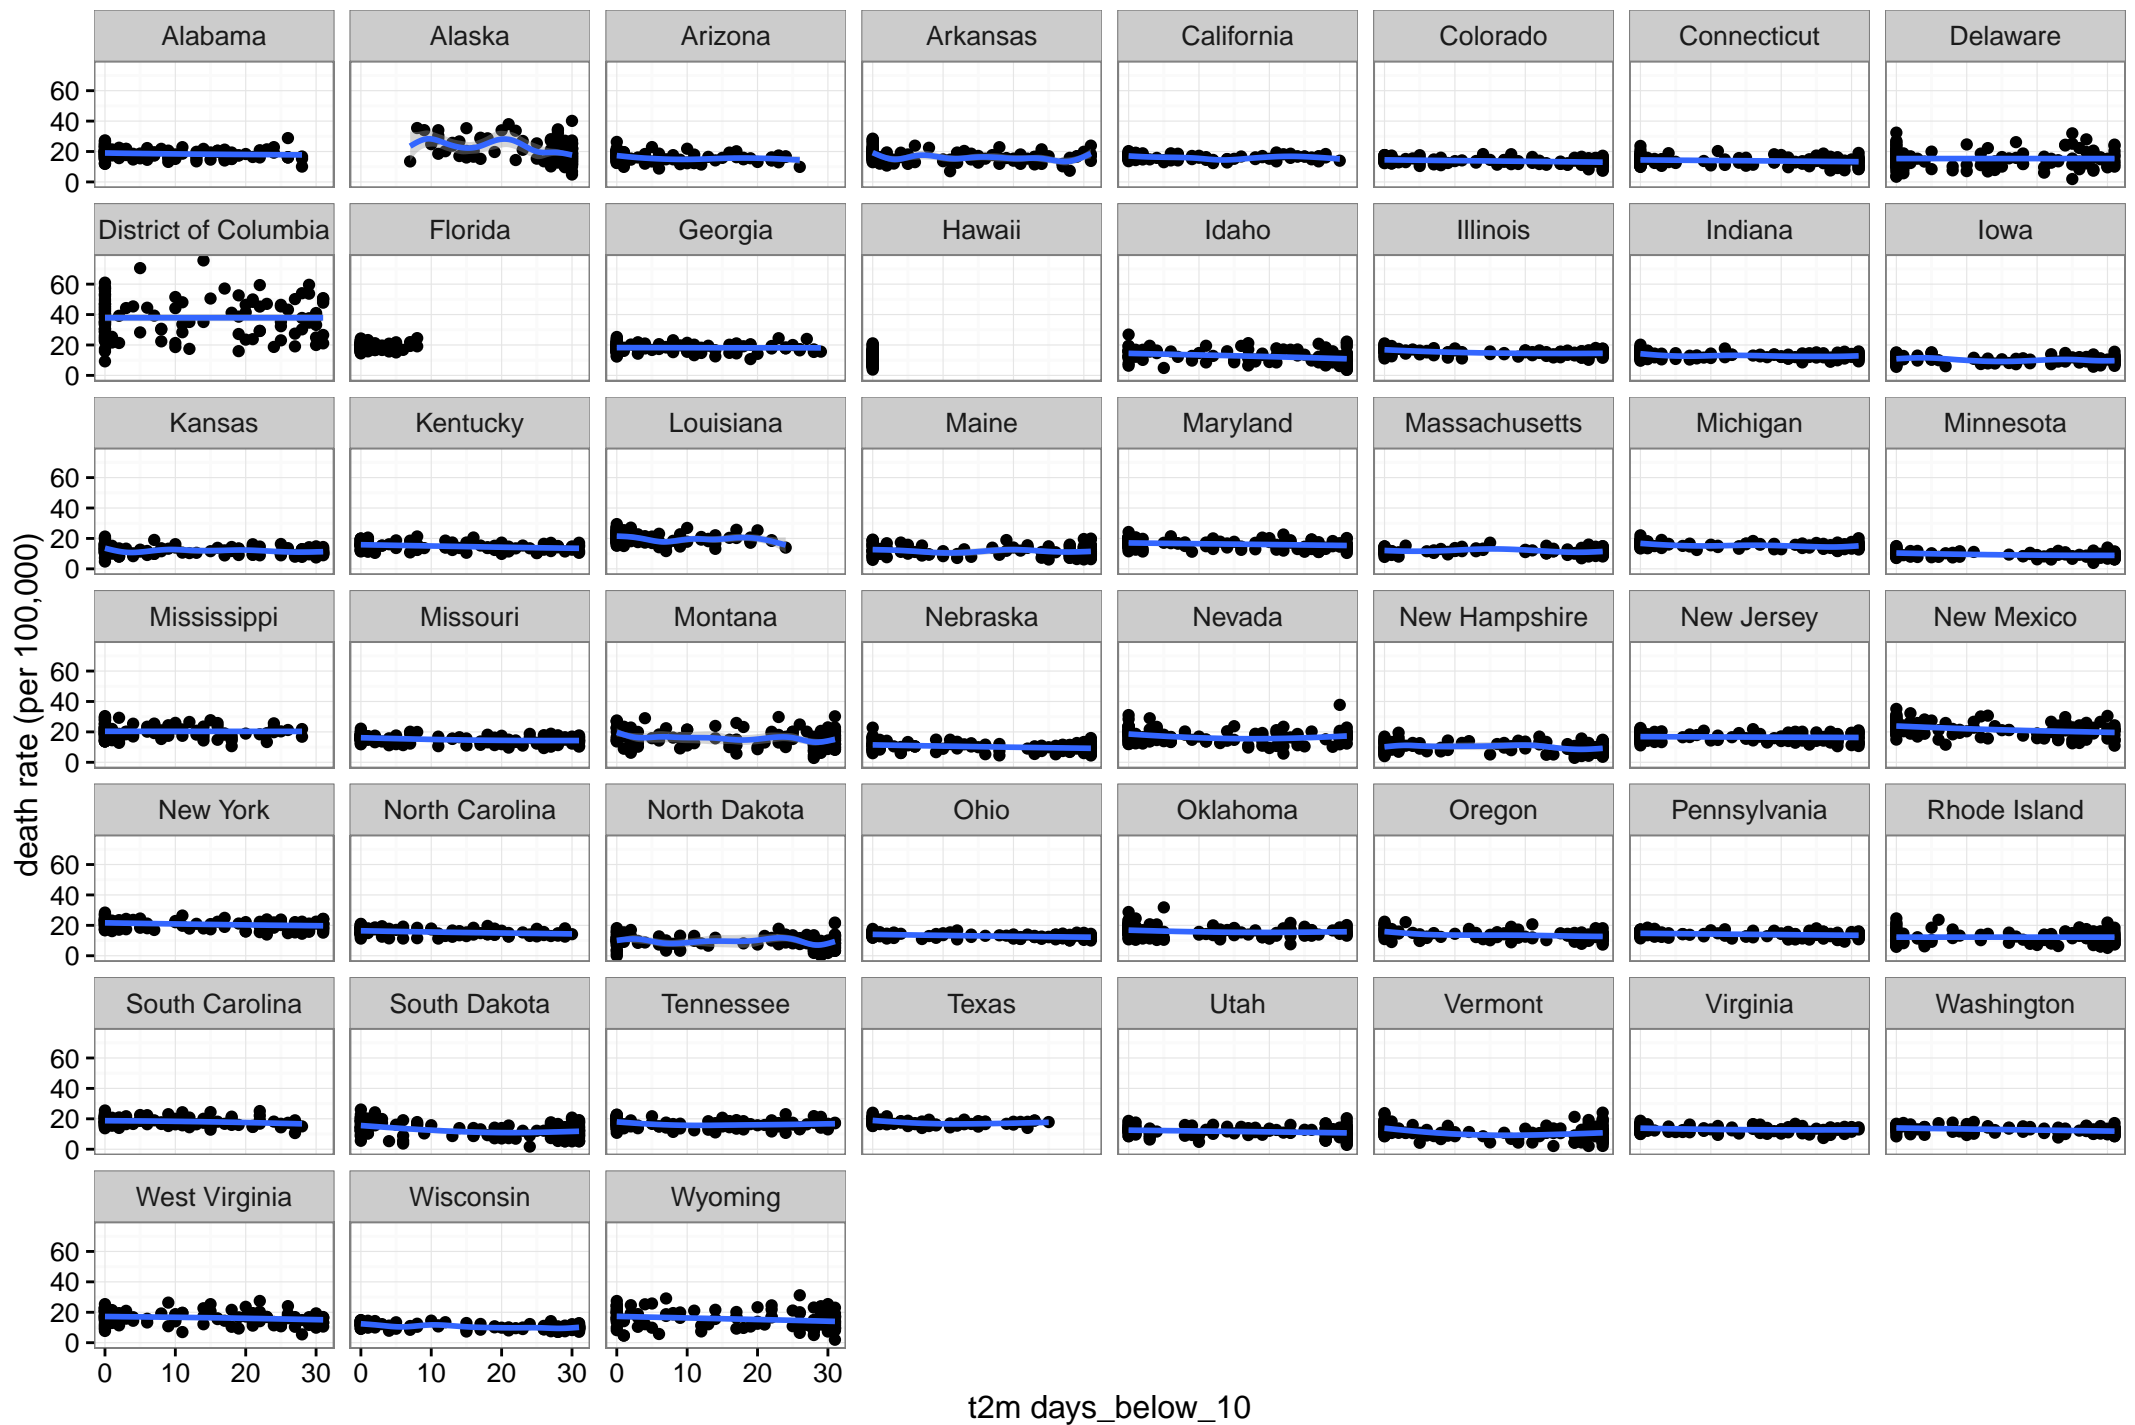 Alabama Alaska Arizona Arkansas California Colorado Connecticut Delaware
60
40
20
0
District of Columbia Florida Georgia Hawaii Idaho Illinois Indiana Iowa
60
40
20
0
Kansas Kentucky Louisiana Maine Maryland Massachusetts Michigan Minnesota
60
40
20
0
death rate (per 100,000)
Mississippi Missouri Montana Nebraska Nevada New Hampshire New Jersey New Mexico
60
40
20
0
New York North Carolina North Dakota Ohio Oklahoma Oregon Pennsylvania Rhode Island
60
40
20
0
South Carolina South Dakota Tennessee Texas Utah Vermont Virginia Washington
60
40
20
0
West Virginia Wisconsin Wyoming
60
40
20
0
0 10 20 30 0 10 20 30 0 10 20 30
t2m days_below_10